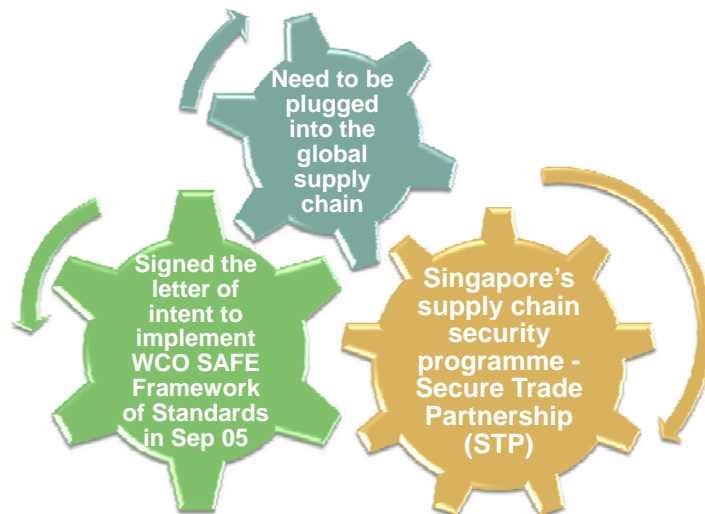 Need to be
plugged
into the
global
supply
chain
Signed the
letter of
intent to
implement
WCO SAFE
Framework
of Standards
in Sep 05
Singapore’s
supply chain
security
programme -
Secure Trade
Partnership
(STP)